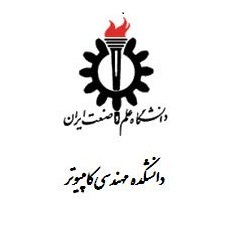 دانشگاه علم و صنعت ایران
دانشکده مهندسی کامپیوتر